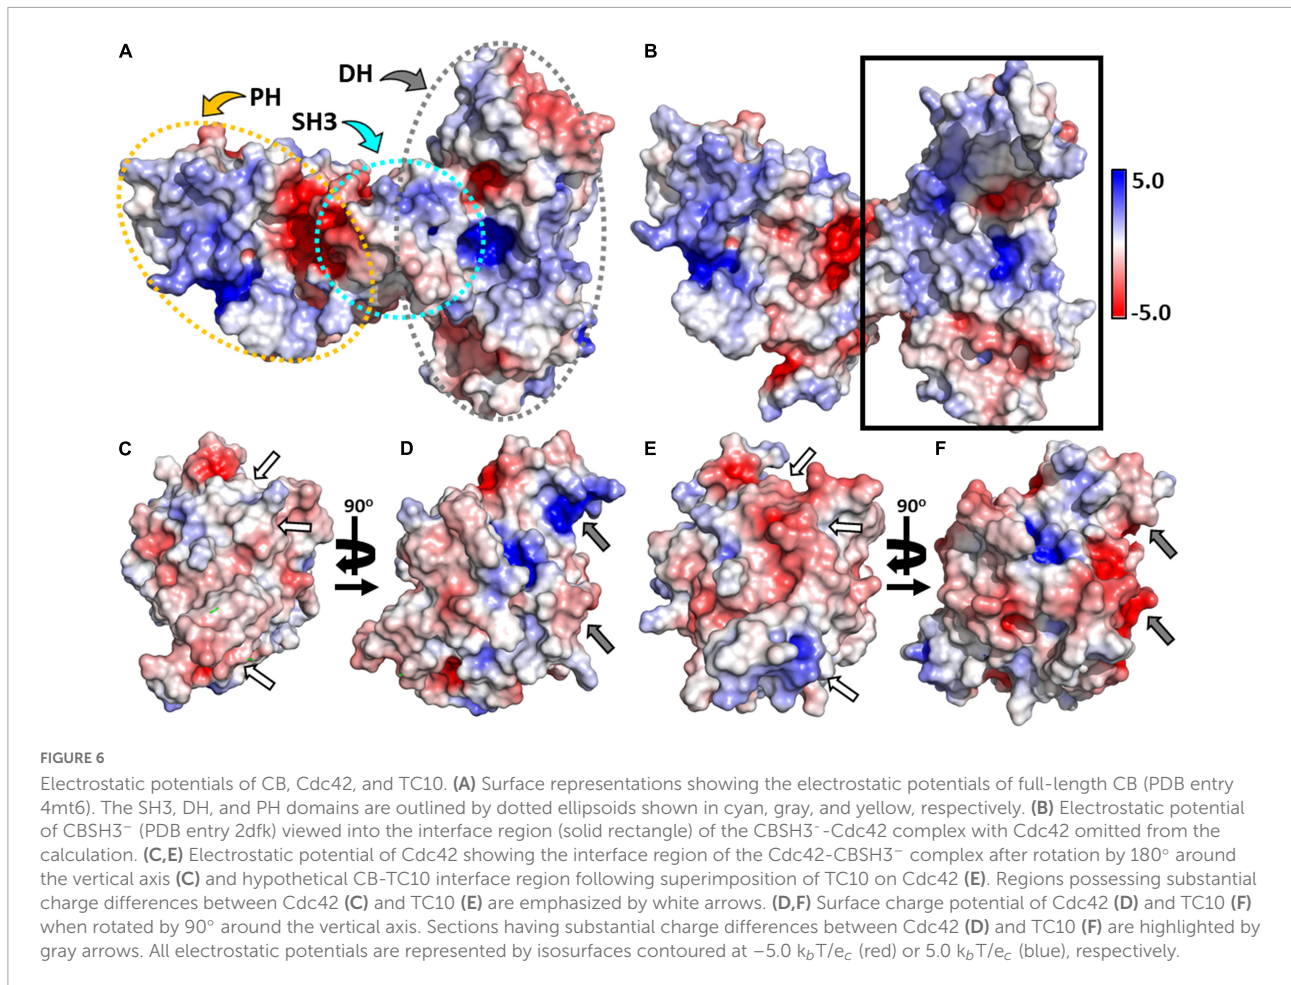 A
B
DH
PH
SH3
5.0
-5.0
C
D
E
F
90°
90°
FIGURE 6
Electrostatic potentials of CB, Cdc42, and TC10. (A) Surface representations showing the electrostatic potentials of full-length CB (PDB entry
4mt6). The SH3, DH, and PH domains are outlined by dotted ellipsoids shown in cyan, gray, and yellow, respectively. (B) Electrostatic potential
of CBSH3⁻ (PDB entry 2dfk) viewed into the interface region (solid rectangle) of the CBSH3⁻-Cdc42 complex with Cdc42 omitted from the
calculation. (C,E) Electrostatic potential of Cdc42 showing the interface region of the Cdc42-CBSH3⁻ complex after rotation by 180° around
the vertical axis (C) and hypothetical CB-TC10 interface region following superimposition of TC10 on Cdc42 (E). Regions possessing substantial
charge differences between Cdc42 (C) and TC10 (E) are emphasized by white arrows. (D,F) Surface charge potential of Cdc42 (D) and TC10 (F)
when rotated by 90° around the vertical axis. Sections having substantial charge differences between Cdc42 (D) and TC10 (F) are highlighted by
gray arrows. All electrostatic potentials are represented by isosurfaces contoured at −5.0 k_bT/e_c (red) or 5.0 k_bT/e_c (blue), respectively.